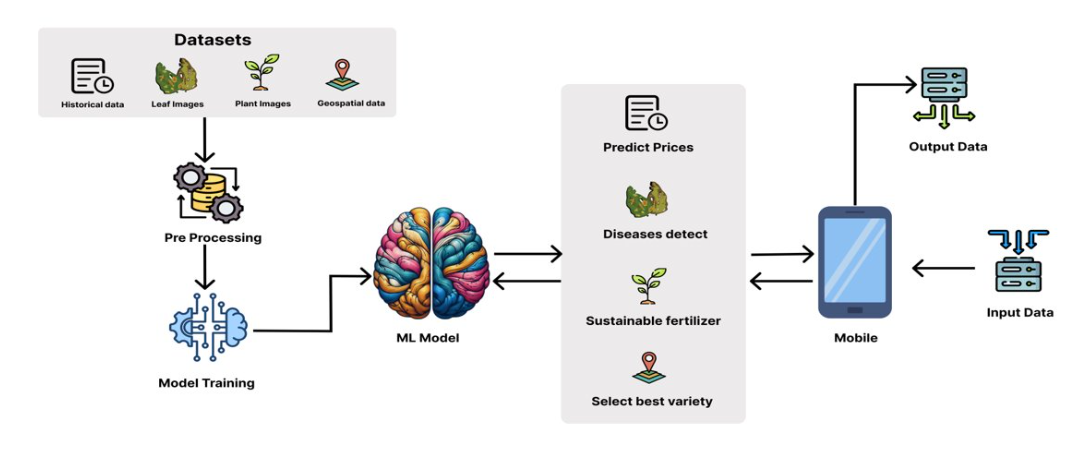 Datasets
Historical data
Leaf Images
Plant Images
Geospatial data
Pre Processing
Model Training
ML Model
Predict Prices
Diseases detect
Sustainable fertilizer
Select best variety
Mobile
Output Data
Input Data